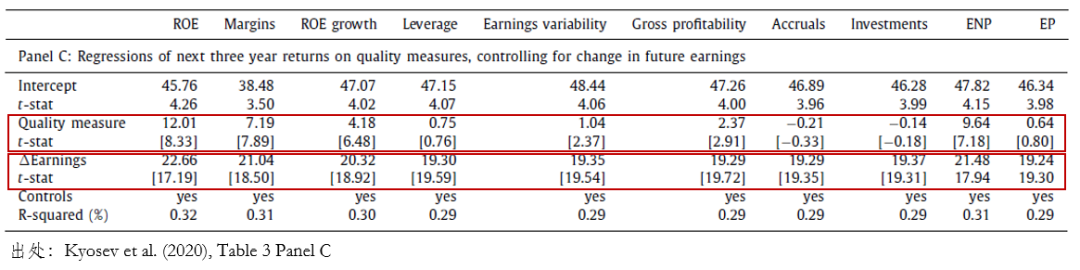 ROE Margins ROE growth Leverage Earnings variability Gross profitability Accruals Investments ENP EP
Panel C: Regressions of next three year returns on quality measures, controlling for change in future earnings
Intercept 45.76 38.48 47.07 47.15 48.44 47.26 46.89 46.28 47.82 46.34
t-stat 4.26 3.50 4.02 4.07 4.06 4.00 3.96 3.99 4.15 3.98
Quality measure 12.01 7.19 4.18 0.75 1.04 2.37 −0.21 −0.14 9.64 0.64
t-stat [8.33] [7.89] [6.48] [0.76] [2.37] [2.91] [−0.33] [−0.18] [7.18] [0.80]
ΔEarnings 22.66 21.04 20.32 19.30 19.35 19.29 19.29 19.37 21.48 19.24
t-stat [17.19] [18.50] [18.92] [19.59] [19.54] [19.72] [19.35] [19.31] 17.94 19.30
Controls yes yes yes yes yes yes yes yes yes yes
R-squared (%) 0.32 0.31 0.30 0.29 0.29 0.29 0.29 0.29 0.31 0.29
出处：Kyosev et al. (2020), Table 3 Panel C